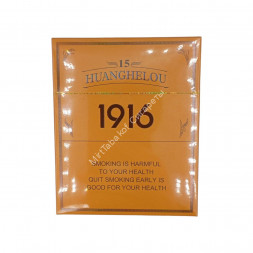 15
HUANGHELOU
1916
SMOKING IS HARMFUL
TO YOUR HEALTH
QUIT SMOKING EARLY IS
GOOD FOR YOUR HEALTH